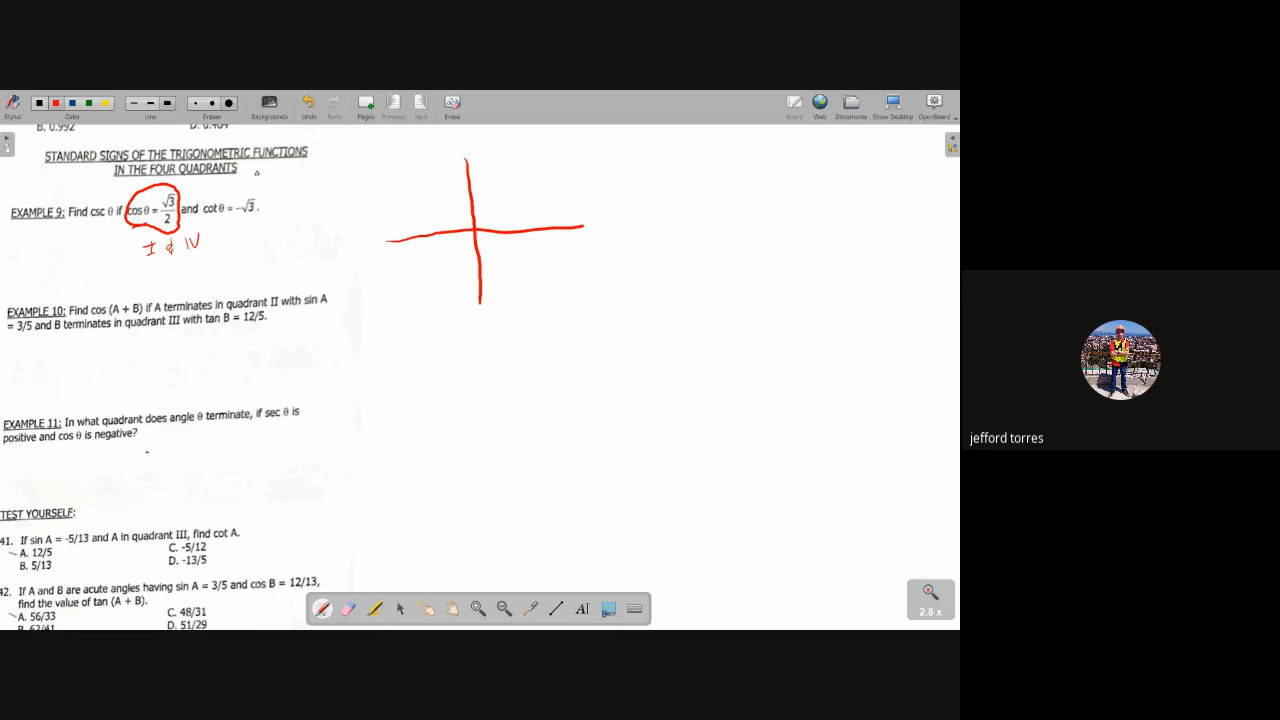 Stylus
Color
Line
Eraser
Backgrounds
Undo
Redo
Pages
Previous
Next
Erase
Board
Web
Documents
Show Desktop
OpenBoard
B. 0.992 D. 0.404
STANDARD SIGNS OF THE TRIGONOMETRIC FUNCTIONS
IN THE FOUR QUADRANTS
EXAMPLE 9: Find csc θ if cos θ = √3/2 and cot θ = -√3.
I & IV
EXAMPLE 10: Find cos (A + B) if A terminates in quadrant II with sin A
= 3/5 and B terminates in quadrant III with tan B = 12/5.
EXAMPLE 11: In what quadrant does angle θ terminate, if sec θ is
positive and cos θ is negative?
TEST YOURSELF:
41. If sin A = -5/13 and A in quadrant III, find cot A.
A. 12/5 C. -5/12
B. 5/13 D. -13/5
42. If A and B are acute angles having sin A = 3/5 and cos B = 12/13,
find the value of tan (A + B).
A. 56/33 C. 48/31
B. 62/41 D. 51/29
2.8 x
jefford torres